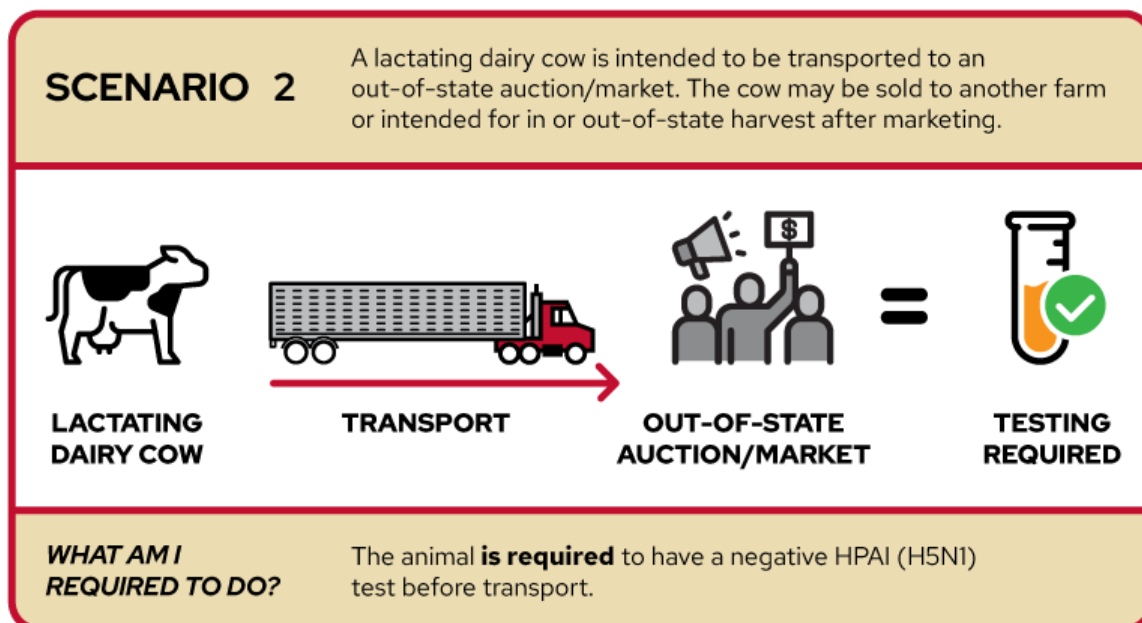 SCENARIO 2
A lactating dairy cow is intended to be transported to an
out-of-state auction/market. The cow may be sold to another farm
or intended for in or out-of-state harvest after marketing.
$
LACTATING
DAIRY COW
TRANSPORT
OUT-OF-STATE
AUCTION/MARKET
=
TESTING
REQUIRED
WHAT AM I
REQUIRED TO DO?
The animal is required to have a negative HPAI (H5N1)
test before transport.